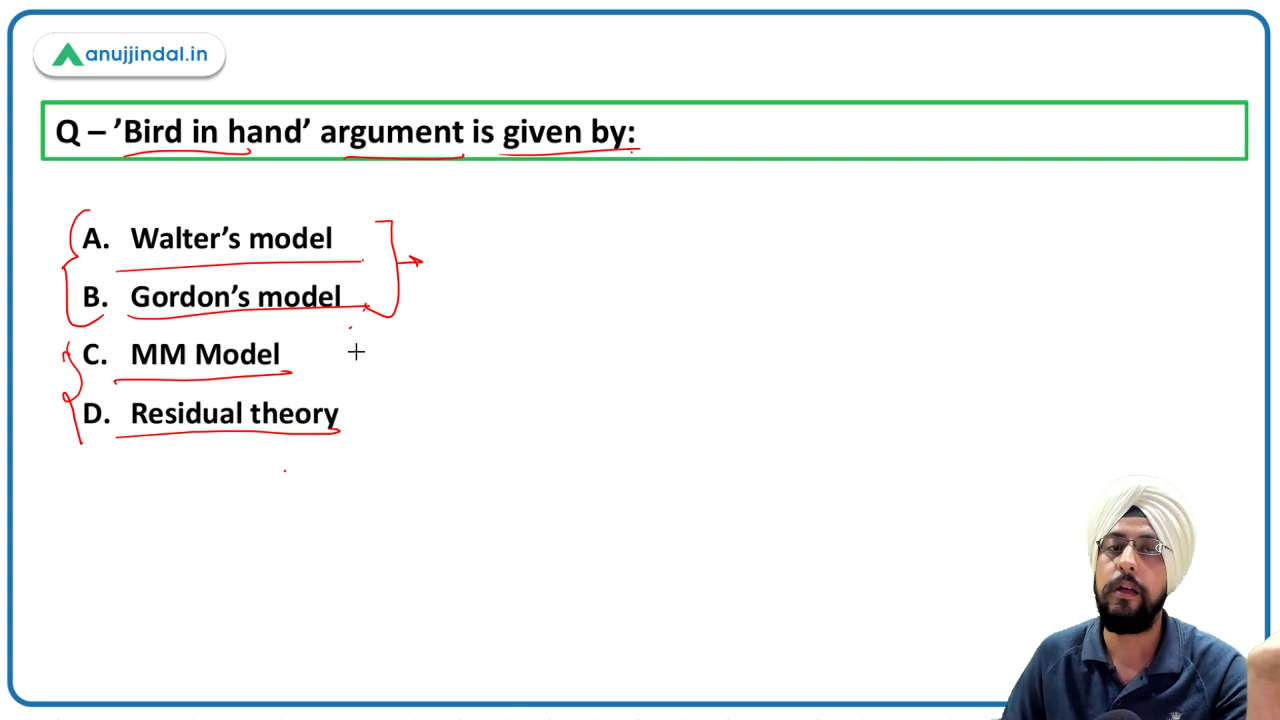 anujjindal.in
Q – ’Bird in hand’ argument is given by:
A. Walter’s model
B. Gordon’s model
C. MM Model
D. Residual theory